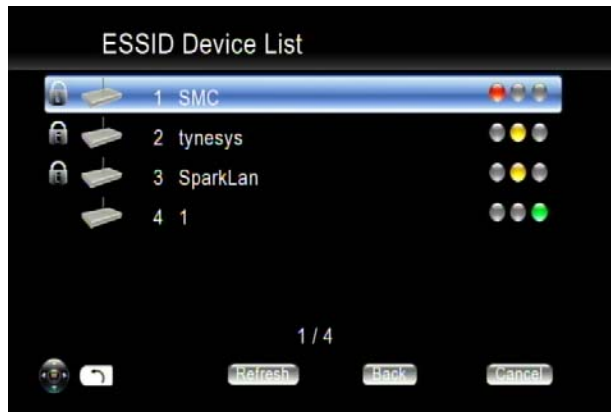 ESSID Device List
1 SMC
2 tynesys
3 SparkLan
4 1
1 / 4
Refresh Back Cancel